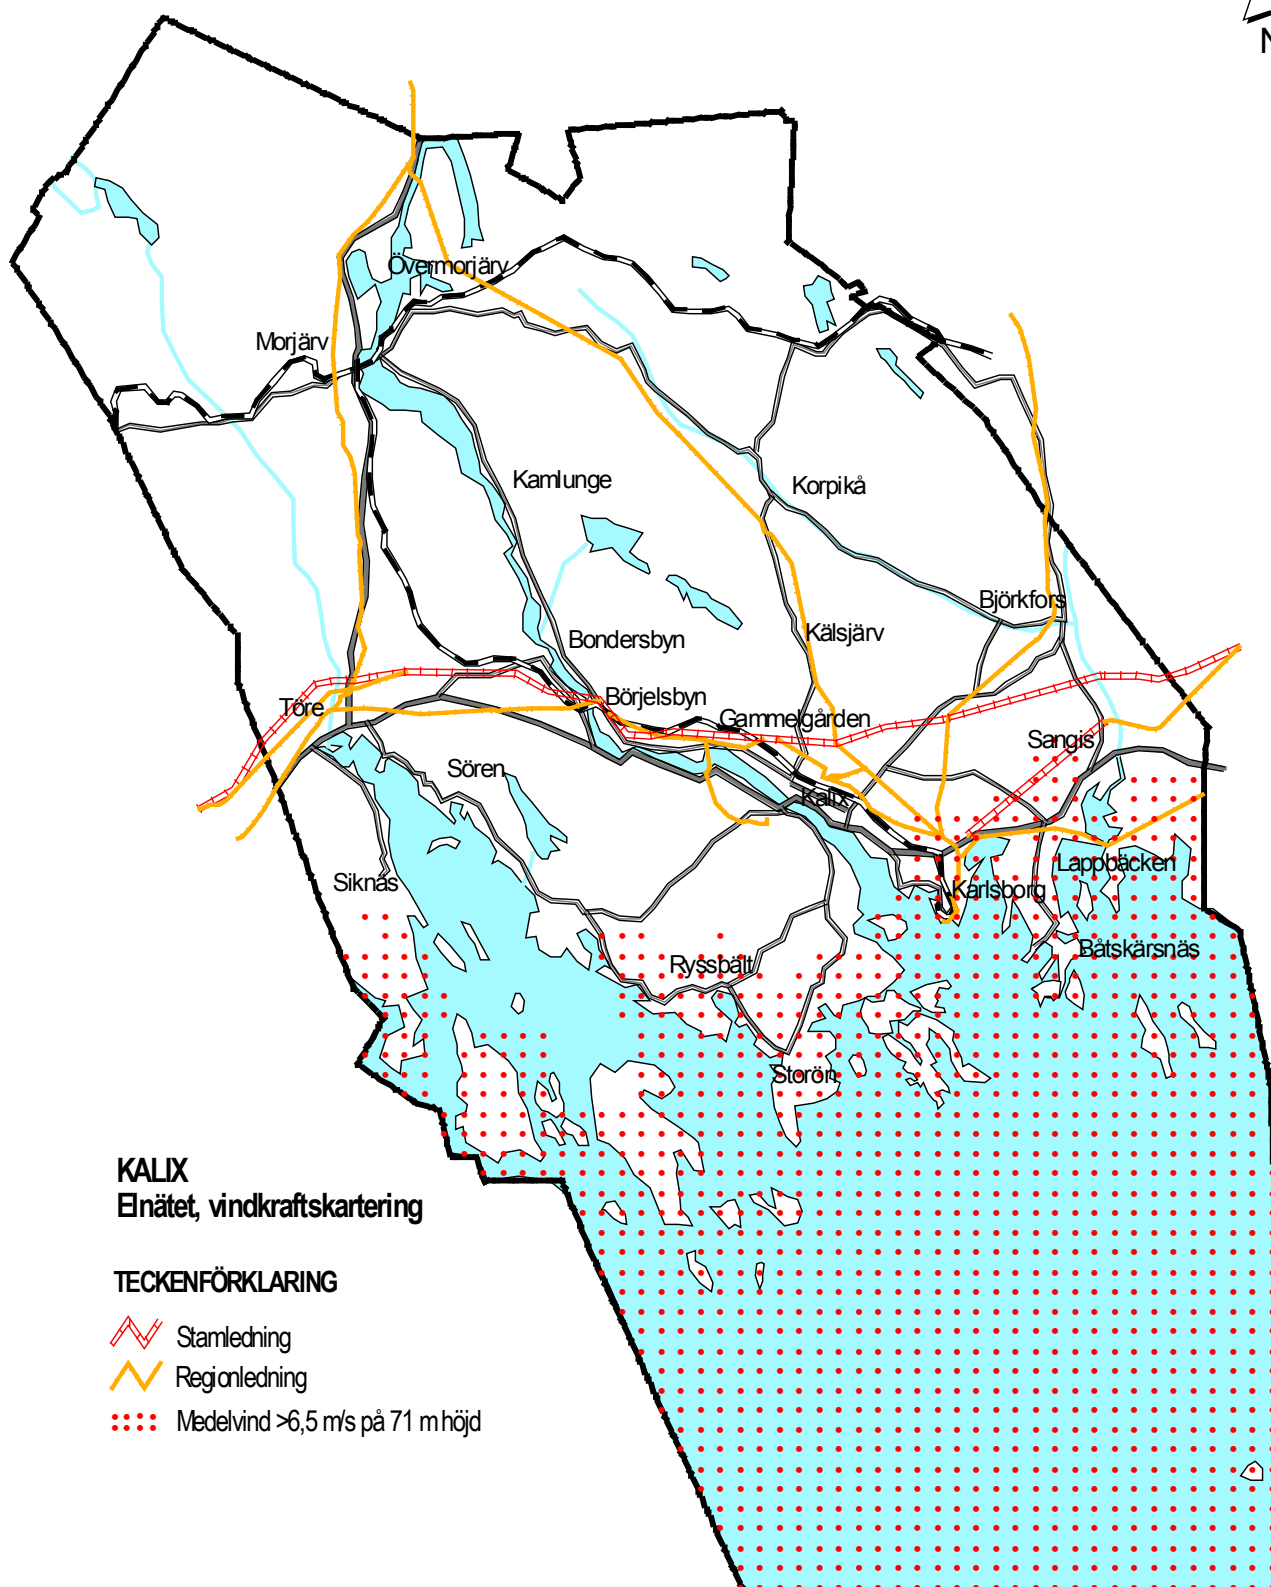 N
Övermorjärv
Morjärv
Kamlunge
Korpikå
Björkfors
Bondersbyn
Kälsjärv
Börjelsbyn
Töre
Gammelgården
Sangis
Sören
Kalix
Siknäs
Karlsborg
Lappbäcken
Båtskärsnäs
Ryssbält
Storön
KALIX
Elnätet, vindkraftskartering
TECKENFÖRKLARING
Stamledning
Regionledning
Medelvind >6,5 m/s på 71 m höjd